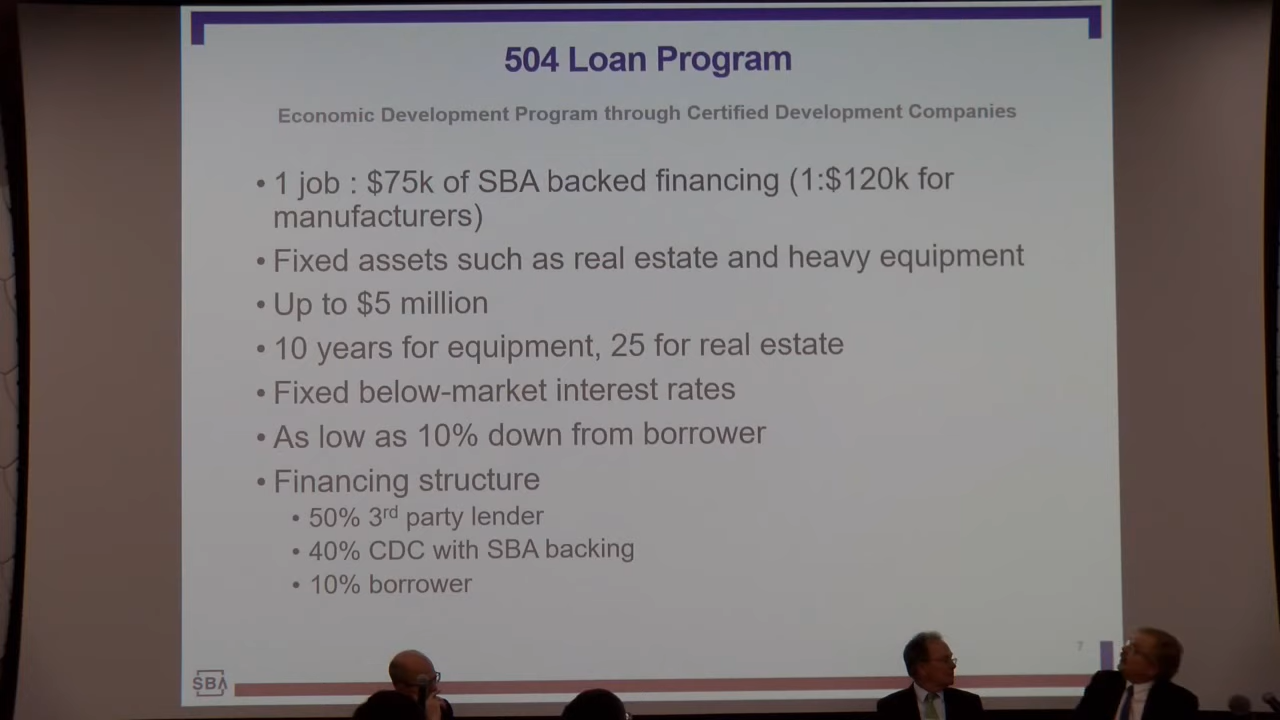 504 Loan Program
Economic Development Program through Certified Development Companies
• 1 job : $75k of SBA backed financing (1:$120k for
manufacturers)
• Fixed assets such as real estate and heavy equipment
• Up to $5 million
• 10 years for equipment, 25 for real estate
• Fixed below-market interest rates
• As low as 10% down from borrower
• Financing structure
• 50% 3rd party lender
• 40% CDC with SBA backing
• 10% borrower
7
SBA